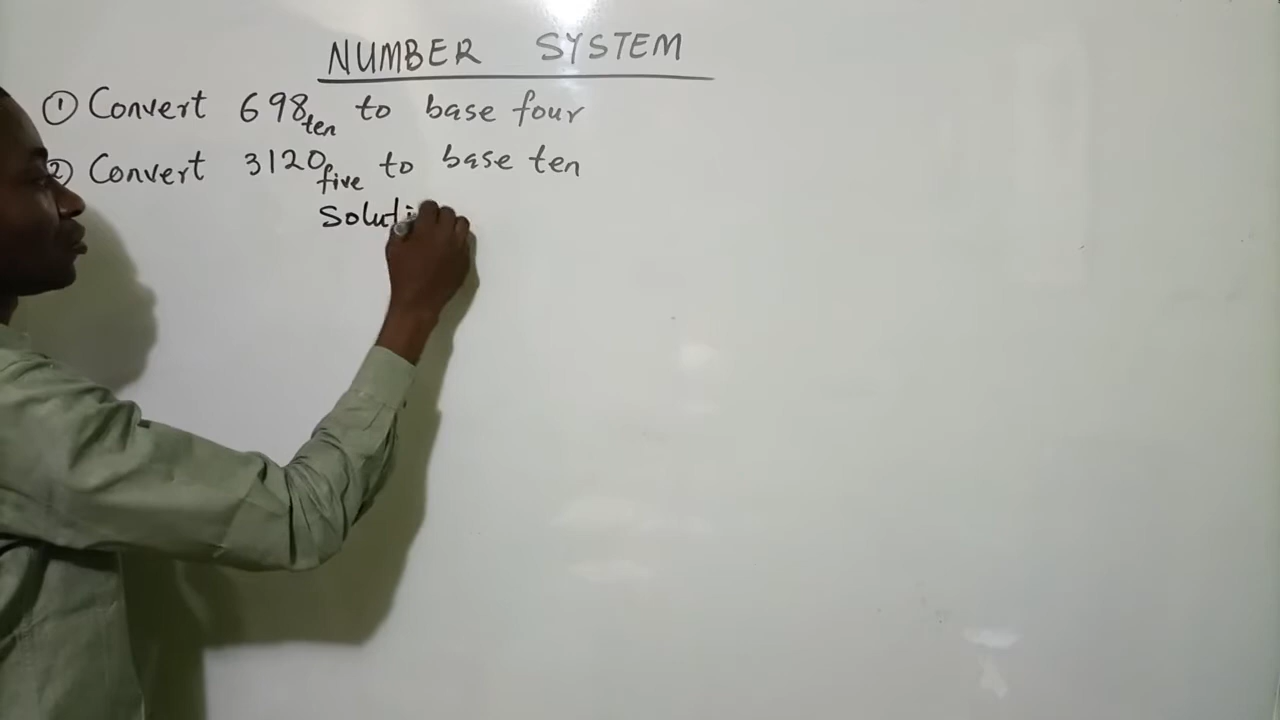 NUMBER SYSTEM
① Convert 698ten to base four
② Convert 3120five to base ten
Soluti